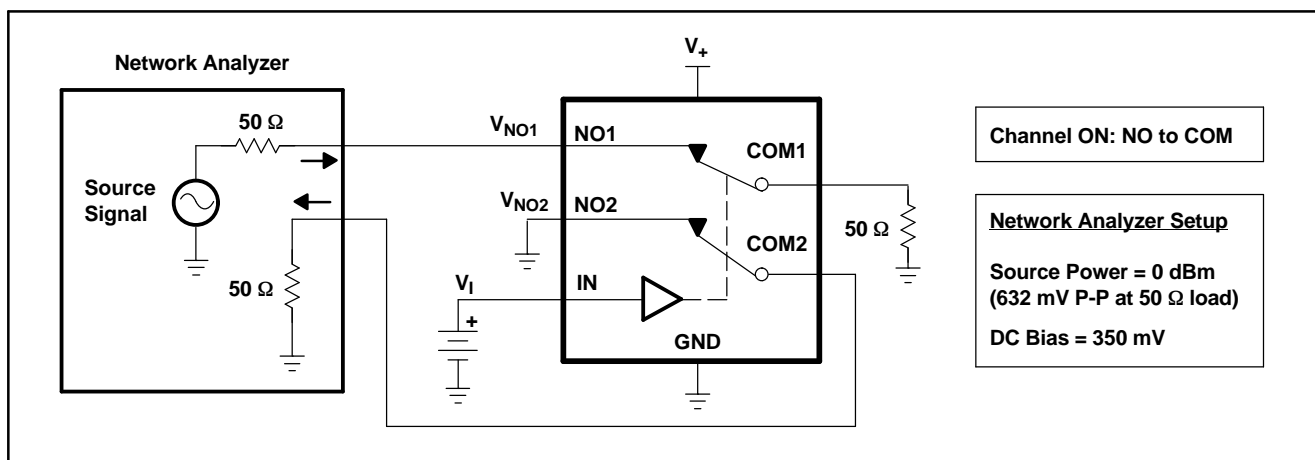 Network Analyzer
50 Ω
Source
Signal
50 Ω
V+
VNO1
NO1
COM1
VNO2
NO2
COM2
50 Ω
VI
IN
+
GND
Channel ON: NO to COM
Network Analyzer Setup
Source Power = 0 dBm
(632 mV P-P at 50 Ω load)
DC Bias = 350 mV